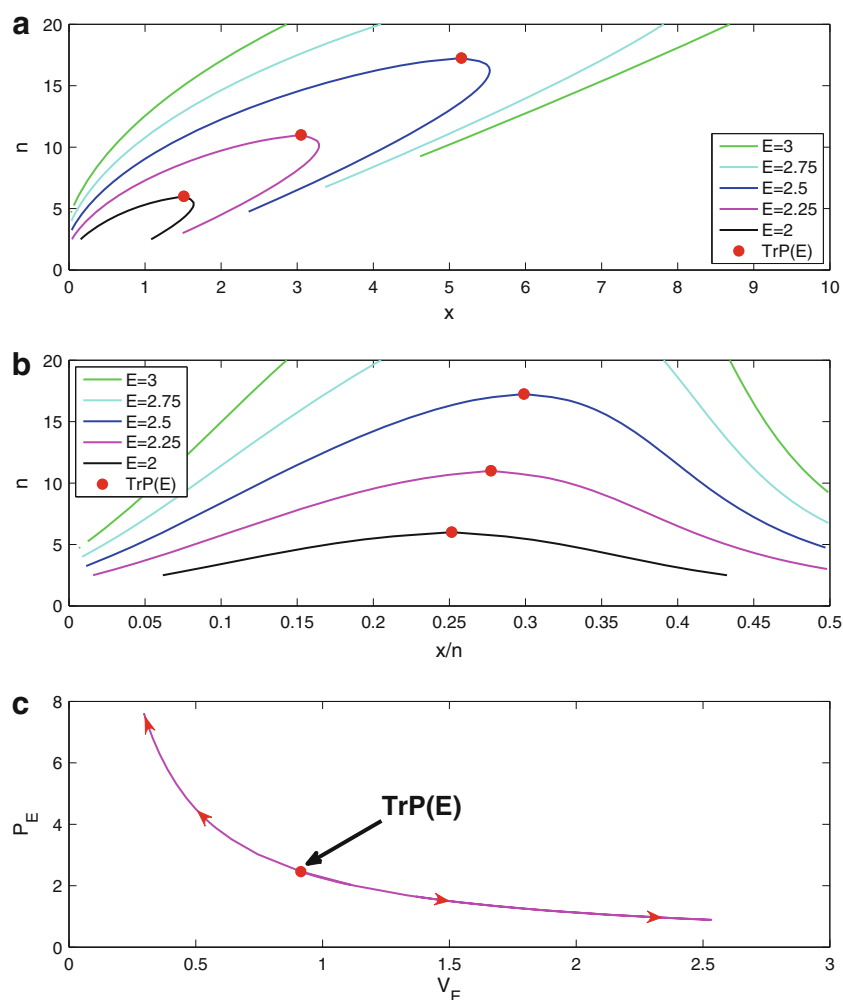 a
20
15
10
5
0
n
E=3
E=2.75
E=2.5
E=2.25
E=2
TrP(E)
0 1 2 3 4 5 6 7 8 9 10
x
b
20
15
10
5
0
n
E=3
E=2.75
E=2.5
E=2.25
E=2
TrP(E)
0 0.05 0.1 0.15 0.2 0.25 0.3 0.35 0.4 0.45 0.5
x/n
c
8
6
4
2
0
P_E
TrP(E)
0 0.5 1 1.5 2 2.5 3
V_E